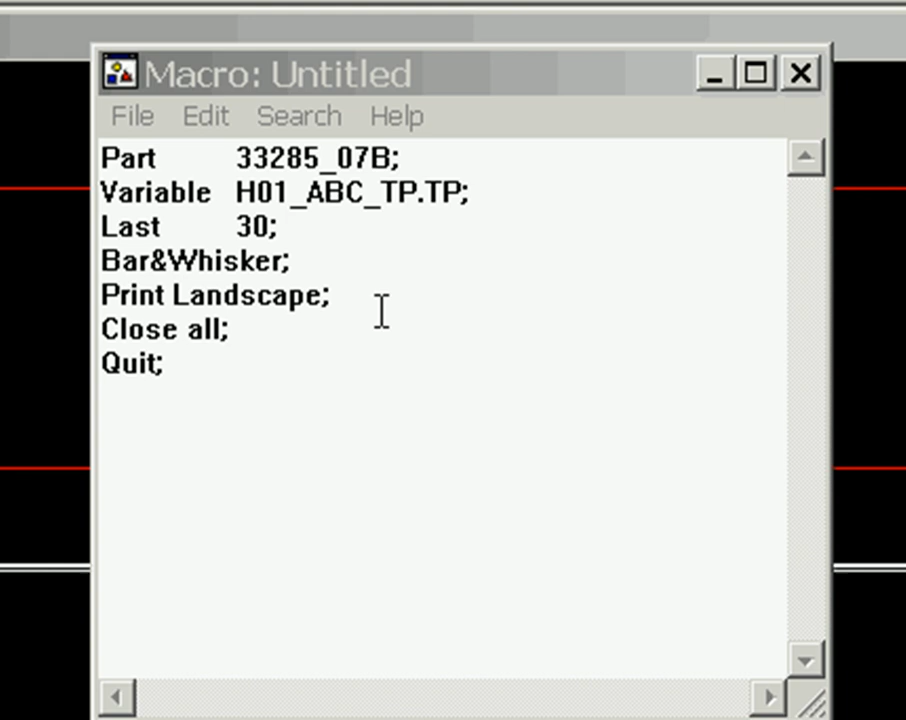 Macro: Untitled
File Edit Search Help
Part 33285_07B;
Variable H01_ABC_TP.TP;
Last 30;
Bar&Whisker;
Print Landscape;
Close all;
Quit;